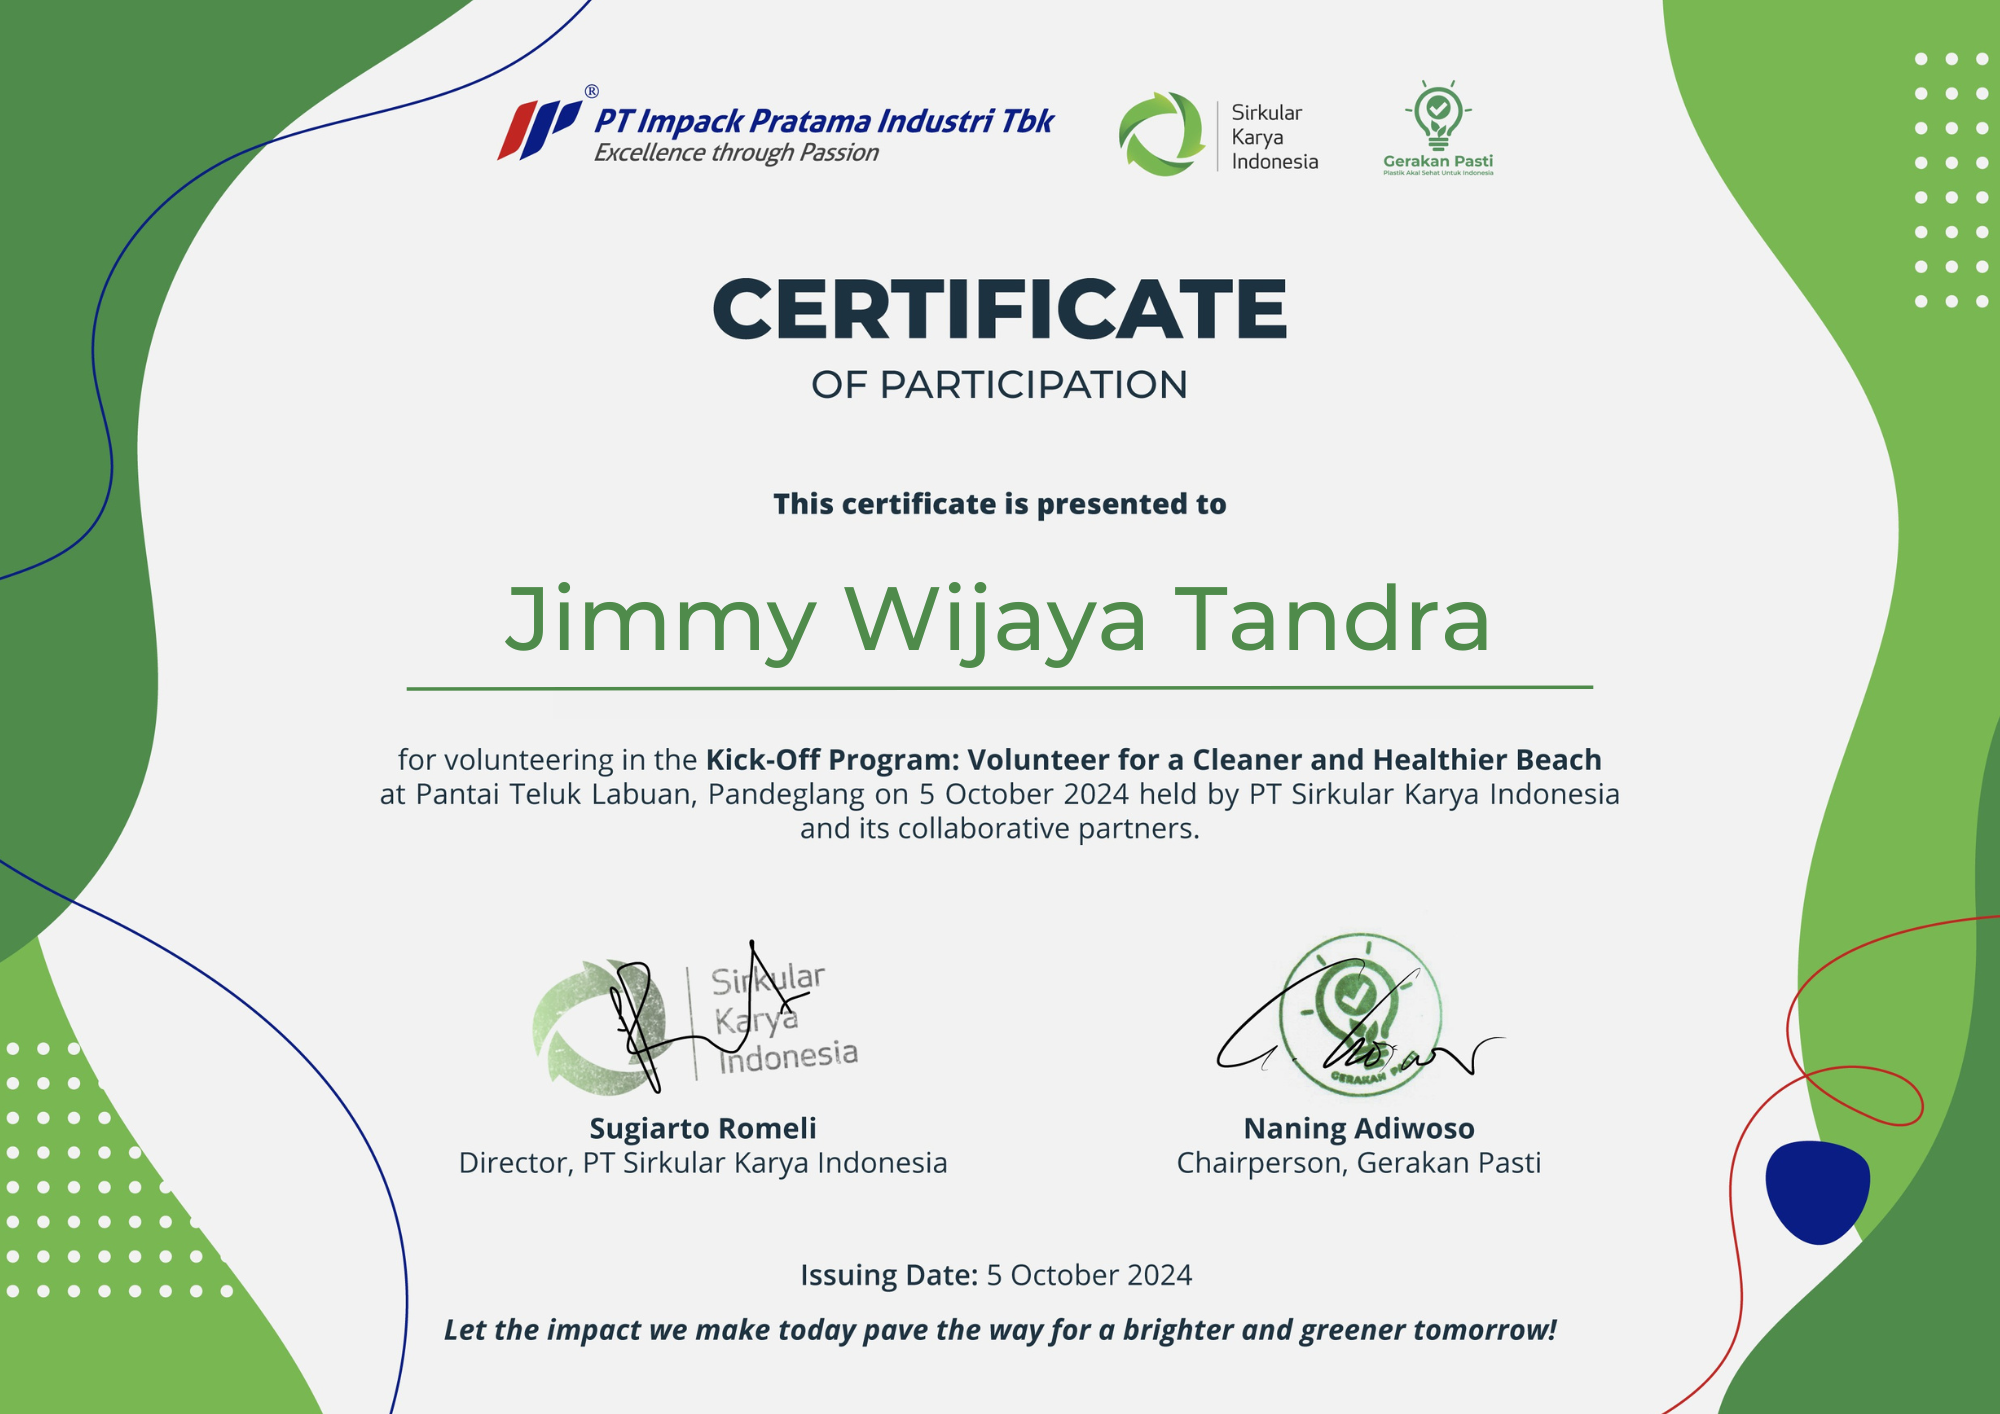 PT Impack Pratama Industri Tbk
®
Excellence through Passion
Sirkular
Karya
Indonesia
Gerakan Pasti
Plastik Akal Sehat Untuk Indonesia
CERTIFICATE
OF PARTICIPATION
This certificate is presented to
Jimmy Wijaya Tandra
for volunteering in the Kick-Off Program: Volunteer for a Cleaner and Healthier Beach
at Pantai Teluk Labuan, Pandeglang on 5 October 2024 held by PT Sirkular Karya Indonesia
and its collaborative partners.
Sirkular
Karya
Indonesia
GERAKAN PASTI
Sugiarto Romeli
Director, PT Sirkular Karya Indonesia
Naning Adiwoso
Chairperson, Gerakan Pasti
Issuing Date: 5 October 2024
Let the impact we make today pave the way for a brighter and greener tomorrow!